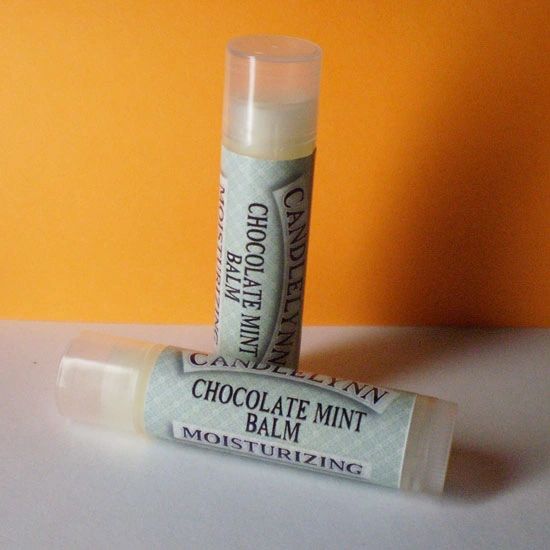 CANDLELYNN
CHOCOLATE MINT
BALM
MOISTURIZING
CANDLELYNN
CHOCOLATE MINT
BALM
MOISTURIZING